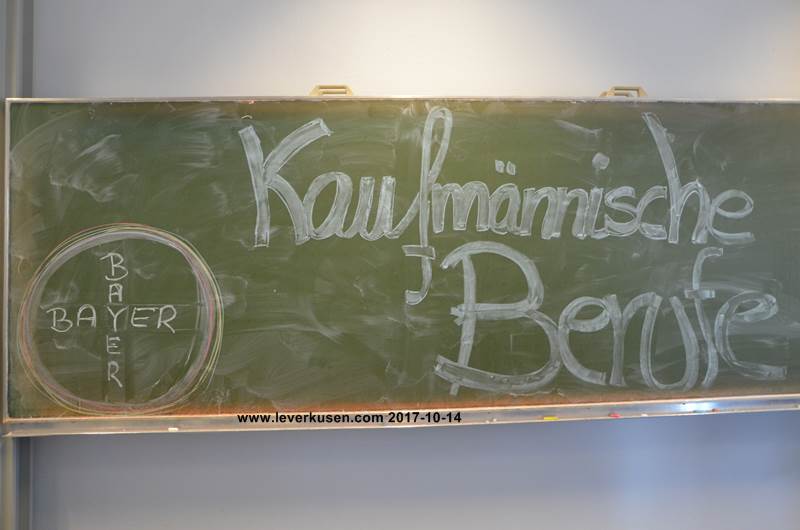 Kaufmännische
Berufe
BAYER
BAYER
www.leverkusen.com 2017-10-14